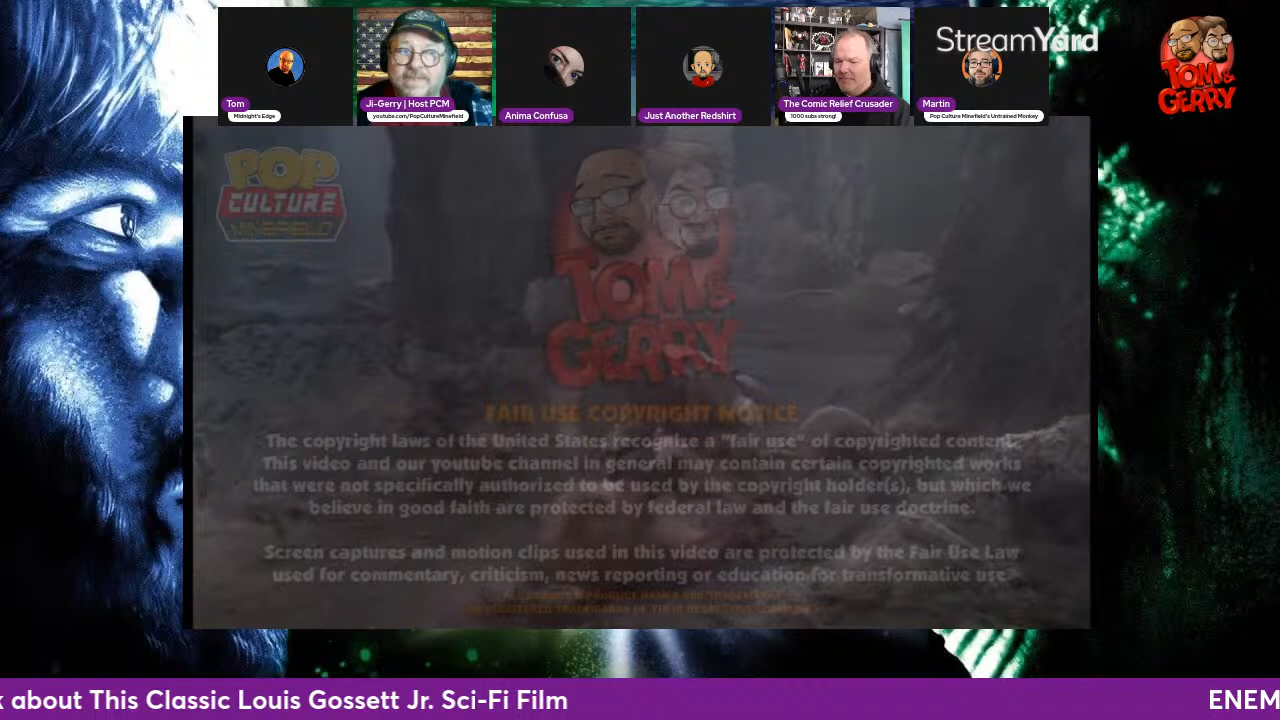 StreamYard
Tom
Midnight's Edge
Ji-Gerry | Host PCM
youtube.com/PopCultureMinefield
Anima Confusa
Just Another Redshirt
The Comic Relief Crusader
1000 subs strong!
Martin
Pop Culture Minefield's Untrained Monkey
TOM &
GERRY
POP
CULTURE
MINEFIELD
TOM &
GERRY
FAIR USE COPYRIGHT NOTICE
The copyright laws of the United States recognize a "fair use" of copyrighted content.
This video and our youtube channel in general may contain certain copyrighted works
that were not specifically authorized to be used by the copyright holder(s), but which we
believe in good faith are protected by federal law and the fair use doctrine.
Screen captures and motion clips used in this video are protected by the Fair Use Law
used for commentary, criticism, news reporting or education for transformative use
k about This Classic Louis Gossett Jr. Sci-Fi Film
ENEM